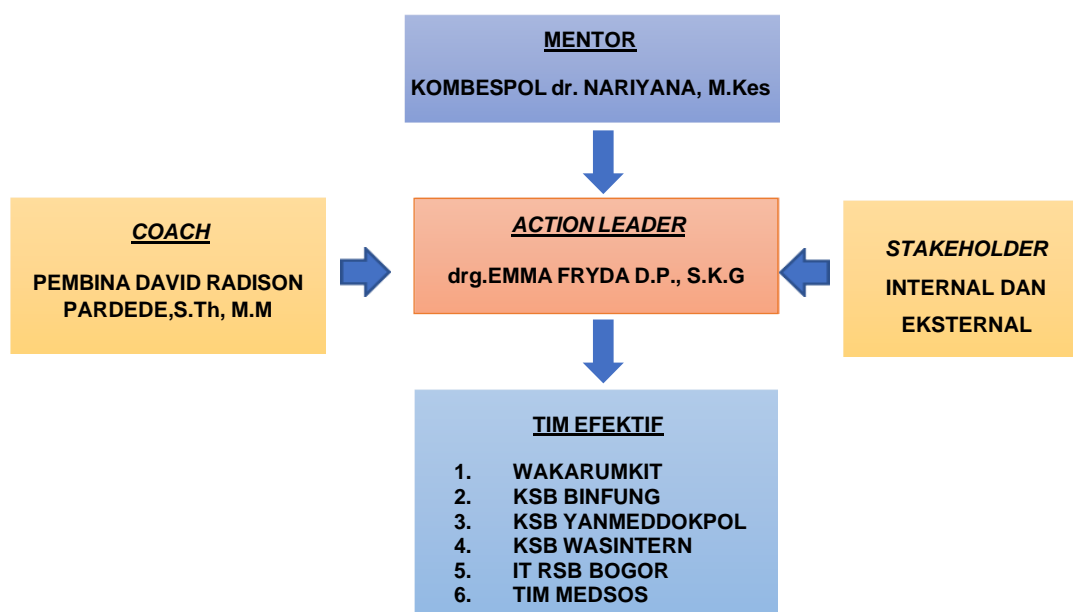 MENTOR
KOMBESPOL dr. NARIYANA, M.Kes
COACH
PEMBINA DAVID RADISON
PARDEDE,S.Th, M.M
ACTION LEADER
drg.EMMA FRYDA D.P., S.K.G
STAKEHOLDER
INTERNAL DAN
EKSTERNAL
TIM EFEKTIF
1. WAKARUMKIT
2. KSB BINFUNG
3. KSB YANMEDDOKPOL
4. KSB WASINTERN
5. IT RSB BOGOR
6. TIM MEDSOS